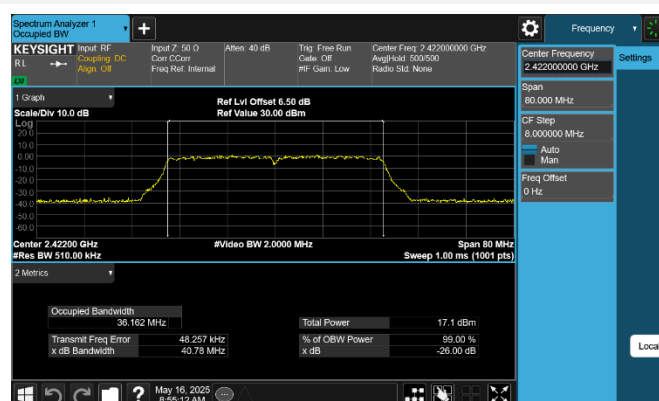 Spectrum Analyzer 1
Occupied BW
+
Frequency
KEYSIGHT Input: RF Input Z: 50 Ω Atten: 40 dB Trig: Free Run Center Freq: 2.422000000 GHz
R L Coupling: DC Corr CCorr Gate: Off Avg|Hold: 500/500
Align: Off Freq Ref: Internal #IF Gain: Low Radio Std: None
Center Frequency
2.422000000 GHz
Settings
Span
80.000 MHz
CF Step
8.000000 MHz
Auto
Man
Freq Offset
0 Hz
1 Graph
Ref Lvl Offset 6.50 dB
Scale/Div 10.0 dB Ref Value 30.00 dBm
Log
20.0
10.0
0.00
-10.0
-20.0
-30.0
-40.0
-50.0
-60.0
Center 2.42200 GHz #Video BW 2.0000 MHz Span 80 MHz
#Res BW 510.00 kHz Sweep 1.00 ms (1001 pts)
2 Metrics
Occupied Bandwidth
36.162 MHz Total Power 17.1 dBm
Transmit Freq Error 48.257 kHz % of OBW Power 99.00 %
x dB Bandwidth 40.78 MHz x dB -26.00 dB
Local
? May 16, 2025
8:55:12 AM